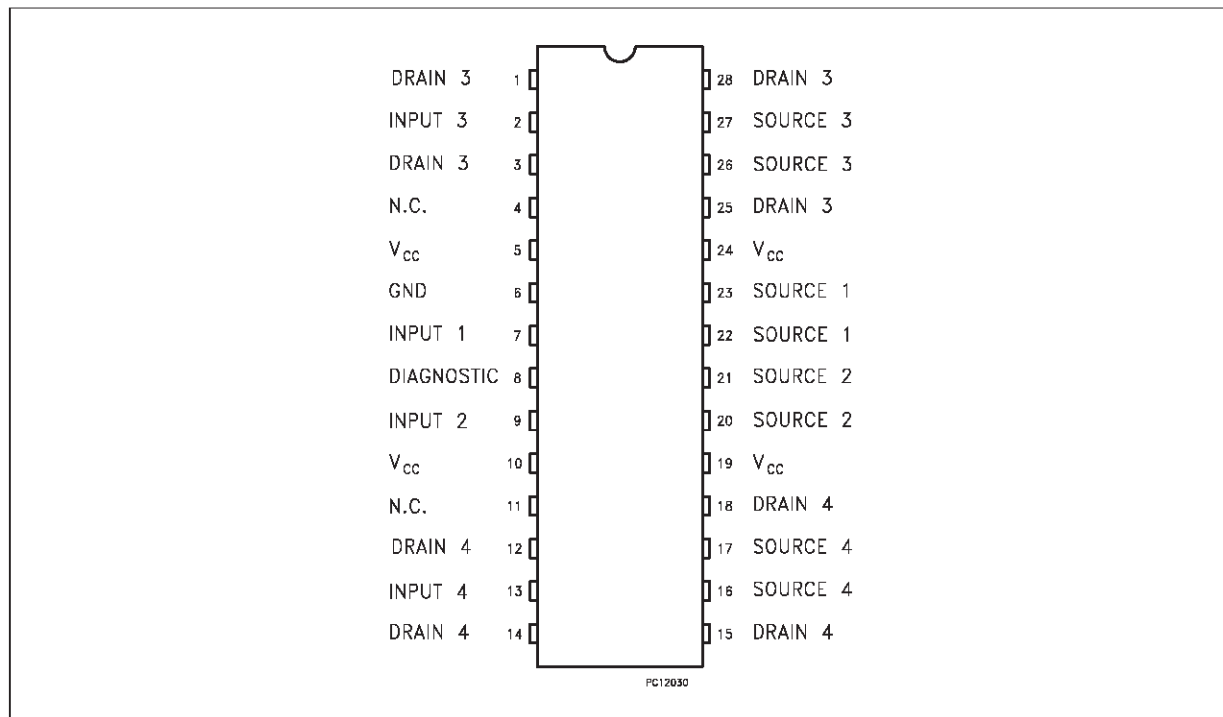 DRAIN 3 1 28 DRAIN 3
INPUT 3 2 27 SOURCE 3
DRAIN 3 3 26 SOURCE 3
N.C. 4 25 DRAIN 3
VCC 5 24 VCC
GND 6 23 SOURCE 1
INPUT 1 7 22 SOURCE 1
DIAGNOSTIC 8 21 SOURCE 2
INPUT 2 9 20 SOURCE 2
VCC 10 19 VCC
N.C. 11 18 DRAIN 4
DRAIN 4 12 17 SOURCE 4
INPUT 4 13 16 SOURCE 4
DRAIN 4 14 15 DRAIN 4
PC12030